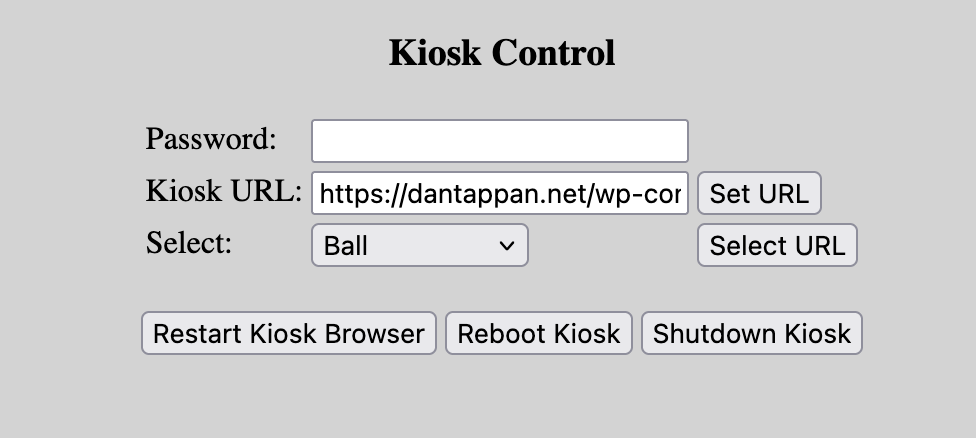 Kiosk Control
Password:
Kiosk URL: https://dantappan.net/wp-cor Set URL
Select: Ball Select URL
Restart Kiosk Browser Reboot Kiosk Shutdown Kiosk